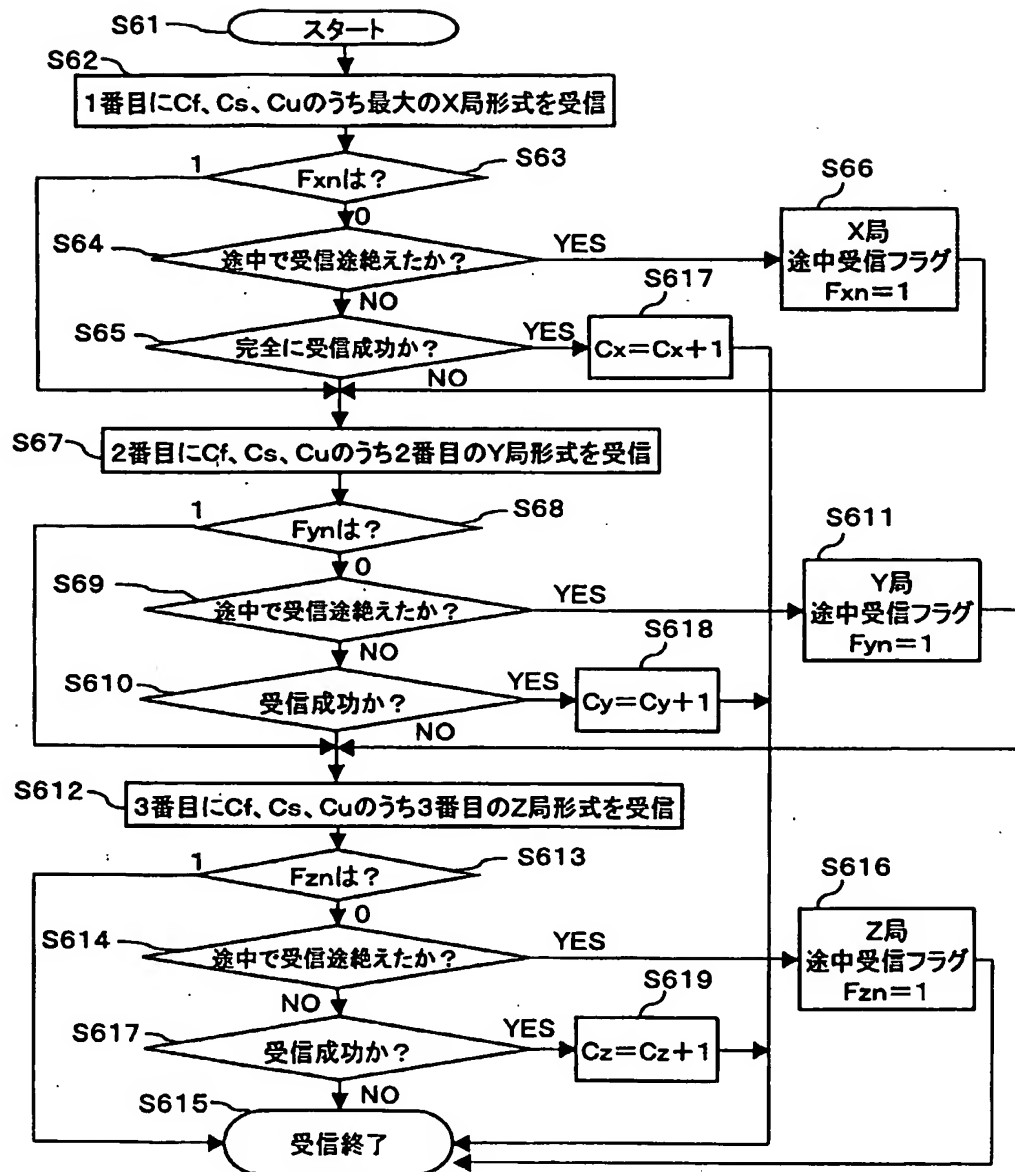 S61
スタート
S62
1番目にCf、Cs、Cuのうち最大のX局形式を受信
1
S63
Fxnは？
0
S66
X局
途中受信フラグ
Fxn＝1
S64
途中で受信途絶えたか？
YES
NO
S617
S65
完全に受信成功か？
YES
Cx＝Cx＋1
NO
S67
2番目にCf、Cs、Cuのうち2番目のY局形式を受信
1
S68
Fynは？
0
S611
Y局
途中受信フラグ
Fyn＝1
S69
途中で受信途絶えたか？
YES
NO
S618
S610
受信成功か？
YES
Cy＝Cy＋1
NO
S612
3番目にCf、Cs、Cuのうち3番目のZ局形式を受信
1
S613
Fznは？
0
S616
Z局
途中受信フラグ
Fzn＝1
S614
途中で受信途絶えたか？
YES
NO
S619
S617
受信成功か？
YES
Cz＝Cz＋1
NO
S615
受信終了